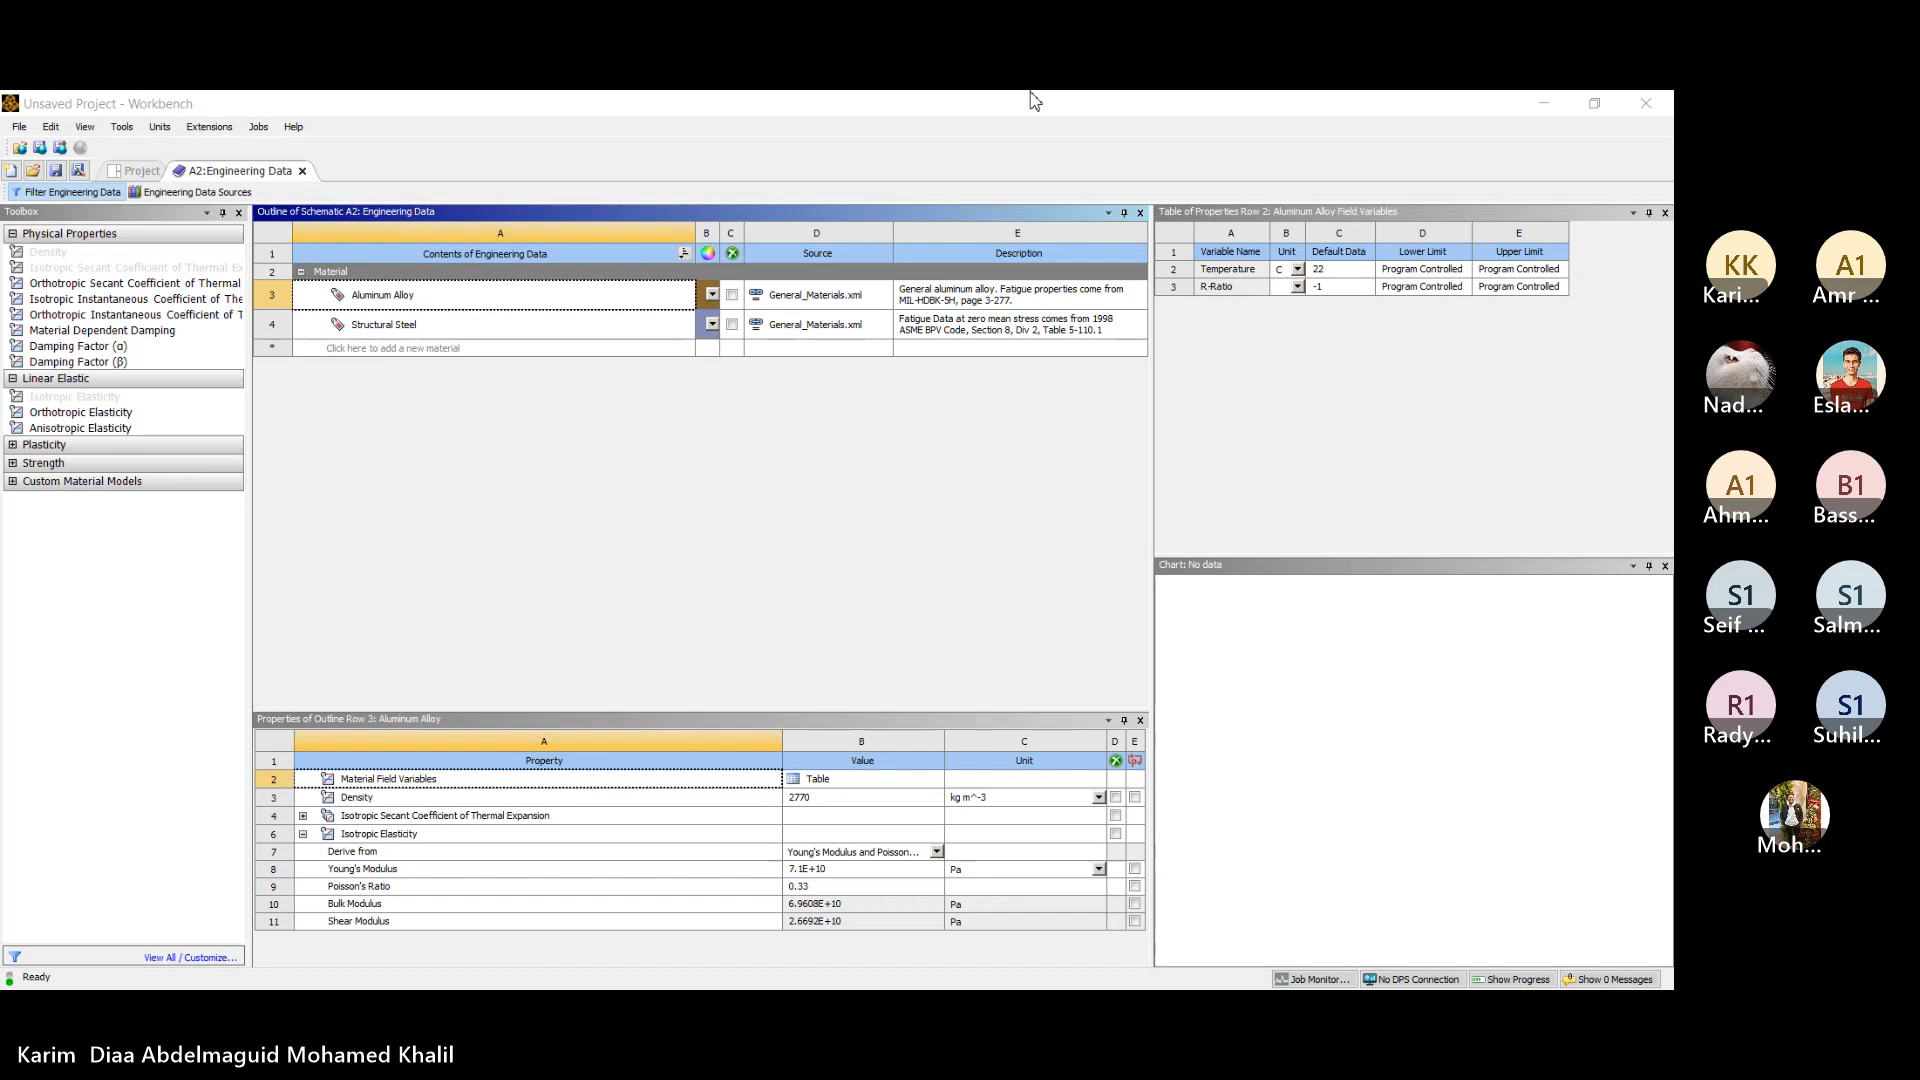 Unsaved Project - Workbench
File Edit View Tools Units Extensions Jobs Help
Project A2:Engineering Data
Filter Engineering Data Engineering Data Sources
Toolbox
Physical Properties
Density
Isotropic Secant Coefficient of Thermal Ex
Orthotropic Secant Coefficient of Thermal
Isotropic Instantaneous Coefficient of The
Orthotropic Instantaneous Coefficient of T
Material Dependent Damping
Damping Factor (α)
Damping Factor (β)
Linear Elastic
Isotropic Elasticity
Orthotropic Elasticity
Anisotropic Elasticity
Plasticity
Strength
Custom Material Models
View All / Customize...
Ready
Outline of Schematic A2: Engineering Data
A B C D E
1 Contents of Engineering Data Source Description
2 Material
3 Aluminum Alloy General_Materials.xml General aluminum alloy. Fatigue properties come from
MIL-HDBK-5H, page 3-277.
4 Structural Steel General_Materials.xml Fatigue Data at zero mean stress comes from 1998
ASME BPV Code, Section 8, Div 2, Table 5-110.1
* Click here to add a new material
Properties of Outline Row 3: Aluminum Alloy
A B C D E
1 Property Value Unit
2 Material Field Variables Table
3 Density 2770 kg m^-3
4 Isotropic Secant Coefficient of Thermal Expansion
6 Isotropic Elasticity
7 Derive from Young's Modulus and Poisson...
8 Young's Modulus 7.1E+10 Pa
9 Poisson's Ratio 0.33
10 Bulk Modulus 6.9608E+10 Pa
11 Shear Modulus 2.6692E+10 Pa
Table of Properties Row 2: Aluminum Alloy Field Variables
A B C D E
1 Variable Name Unit Default Data Lower Limit Upper Limit
2 Temperature C 22 Program Controlled Program Controlled
3 R-Ratio -1 Program Controlled Program Controlled
Chart: No data
Job Monitor... No DPS Connection Show Progress Show 0 Messages
KK A1
Kari... Amr ...
Nad... Esla...
A1 B1
Ahm... Bass...
S1 S1
Seif ... Salm...
R1 S1
Rady... Suhil...
Moh...
Karim Diaa Abdelmaguid Mohamed Khalil